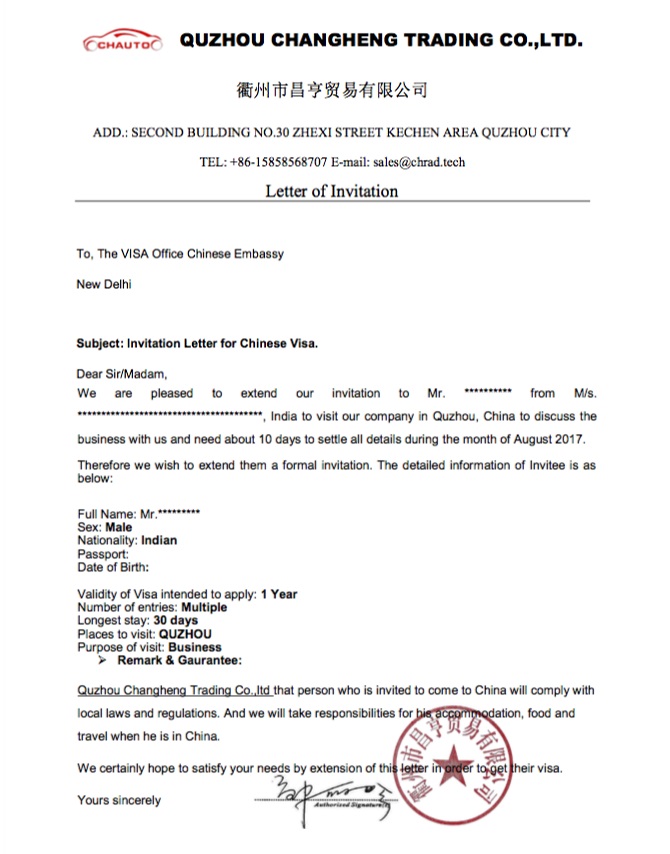 CHAUTO
QUZHOU CHANGHENG TRADING CO.,LTD.
衢州市昌亨贸易有限公司
ADD.: SECOND BUILDING NO.30 ZHEXI STREET KECHEN AREA QUZHOU CITY
TEL: +86-15858568707 E-mail: sales@chrad.tech
Letter of Invitation
To, The VISA Office Chinese Embassy
New Delhi
Subject: Invitation Letter for Chinese Visa.
Dear Sir/Madam,
We are pleased to extend our invitation to Mr. ********** from M/s.
***************************************, India to visit our company in Quzhou, China to discuss the
business with us and need about 10 days to settle all details during the month of August 2017.
Therefore we wish to extend them a formal invitation. The detailed information of Invitee is as
below:
Full Name: Mr.*********
Sex: Male
Nationality: Indian
Passport:
Date of Birth:
Validity of Visa intended to apply: 1 Year
Number of entries: Multiple
Longest stay: 30 days
Places to visit: QUZHOU
Purpose of visit: Business
➢ Remark & Gaurantee:
Quzhou Changheng Trading Co.,ltd that person who is invited to come to China will comply with
local laws and regulations. And we will take responsibilities for his accommodation, food and
travel when he is in China.
We certainly hope to satisfy your needs by extension of this letter in order to get their visa.
Yours sincerely
Authorized Signature(s)
衢州市昌亨贸易有限公司